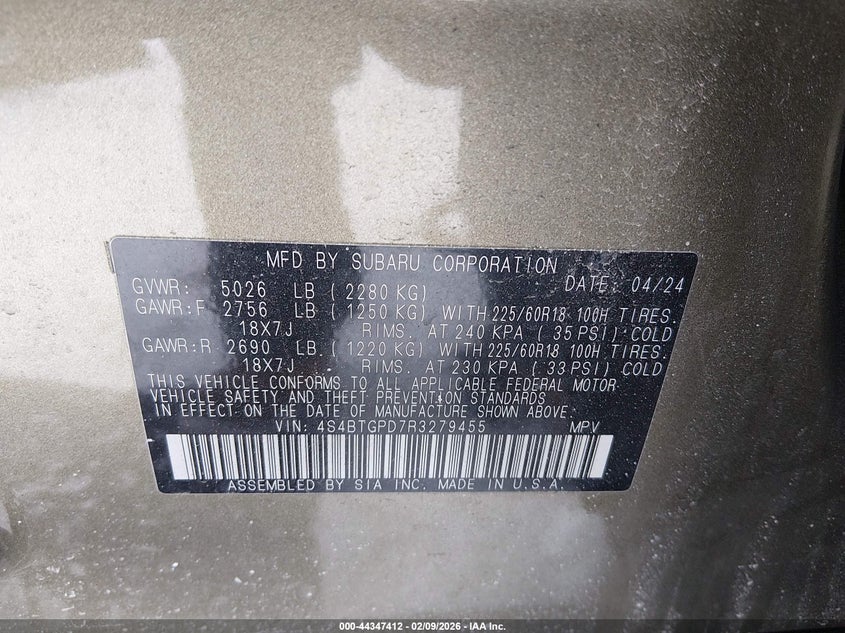 MFD BY SUBARU CORPORATION
GVWR: 5026 LB ( 2280 KG) DATE: 04/24
GAWR:F 2756 LB ( 1250 KG) WITH 225/60R18 100H TIRES.
18X7J RIMS. AT 240 KPA ( 35 PSI) COLD
GAWR:R 2690 LB. ( 1220 KG) WITH 225/60R18 100H TIRES.
18X7J RIMS. AT 230 KPA ( 33 PSI) COLD
THIS VEHICLE CONFORMS TO ALL APPLICABLE FEDERAL MOTOR
VEHICLE SAFETY AND THEFT PREVENTION STANDARDS
IN EFFECT ON THE DATE OF MANUFACTURE SHOWN ABOVE.
VIN: 4S4BTGPD7R3279455 MPV
ASSEMBLED BY SIA INC. MADE IN U.S.A.
000-44347412 - 02/09/2026 - IAA Inc.